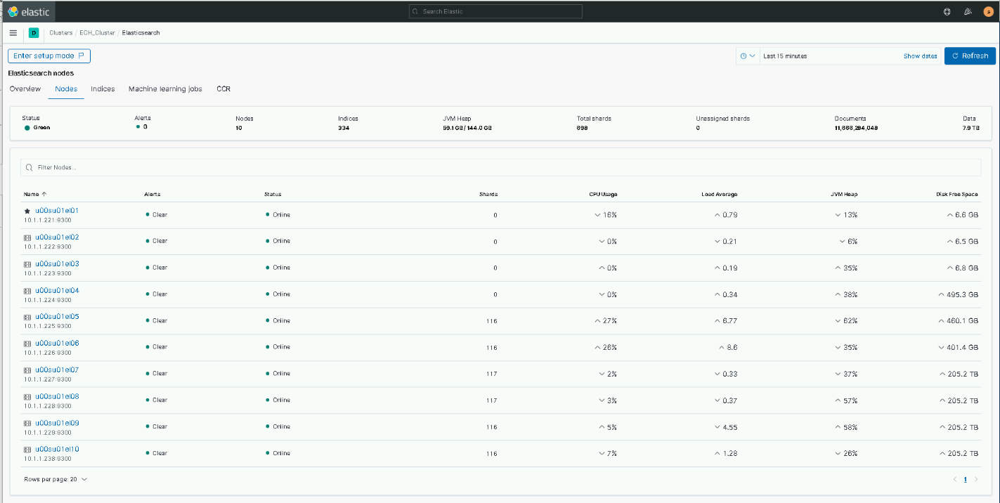 elastic Search Elastic s
D Clusters / ECH_Cluster / Elasticsearch
Enter setup mode Last 15 minutes Show dates Refresh
Elasticsearch nodes
Overview Nodes Indices Machine learning jobs CCR
Status Alerts Nodes Indices JVM Heap Total shards Unassigned shards Documents Data
Green 0 10 334 59.1 GB / 144.0 GB 698 0 11,666,284,048 7.9 TB
Filter Nodes...
Name Alerts Status Shards CPU Usage Load Average JVM Heap Disk Free Space
u00su01el01 Clear Online 0 16% 0.79 13% 6.6 GB
10.1.1.221:9300
u00su01el02 Clear Online 0 0% 0.21 6% 6.5 GB
10.1.1.222:9300
u00su01el03 Clear Online 0 0% 0.19 35% 6.8 GB
10.1.1.223:9300
u00su01el04 Clear Online 0 0% 0.34 38% 495.3 GB
10.1.1.224:9300
u00su01el05 Clear Online 116 27% 6.77 62% 460.1 GB
10.1.1.225:9300
u00su01el06 Clear Online 116 26% 8.6 35% 401.4 GB
10.1.1.226:9300
u00su01el07 Clear Online 117 2% 0.33 37% 205.2 TB
10.1.1.227:9300
u00su01el08 Clear Online 117 3% 0.37 57% 205.2 TB
10.1.1.228:9300
u00su01el09 Clear Online 116 5% 4.55 58% 205.2 TB
10.1.1.229:9300
u00su01el10 Clear Online 116 7% 1.28 26% 205.2 TB
10.1.1.238:9300
Rows per page: 20 1